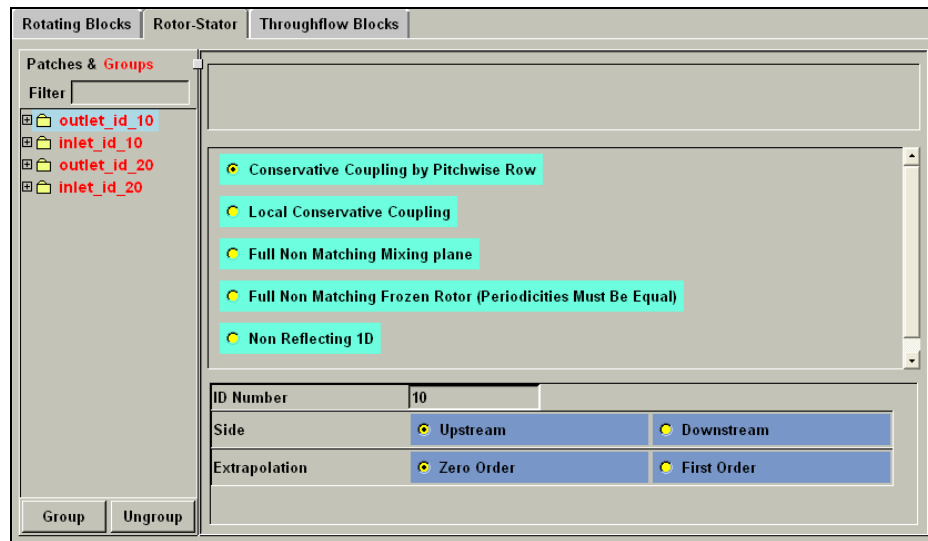 Rotating Blocks Rotor-Stator Throughflow Blocks
Patches & Groups
Filter
outlet_id_10
inlet_id_10
outlet_id_20
inlet_id_20
Group Ungroup
Conservative Coupling by Pitchwise Row
Local Conservative Coupling
Full Non Matching Mixing plane
Full Non Matching Frozen Rotor (Periodicities Must Be Equal)
Non Reflecting 1D
ID Number 10
Side Upstream Downstream
Extrapolation Zero Order First Order